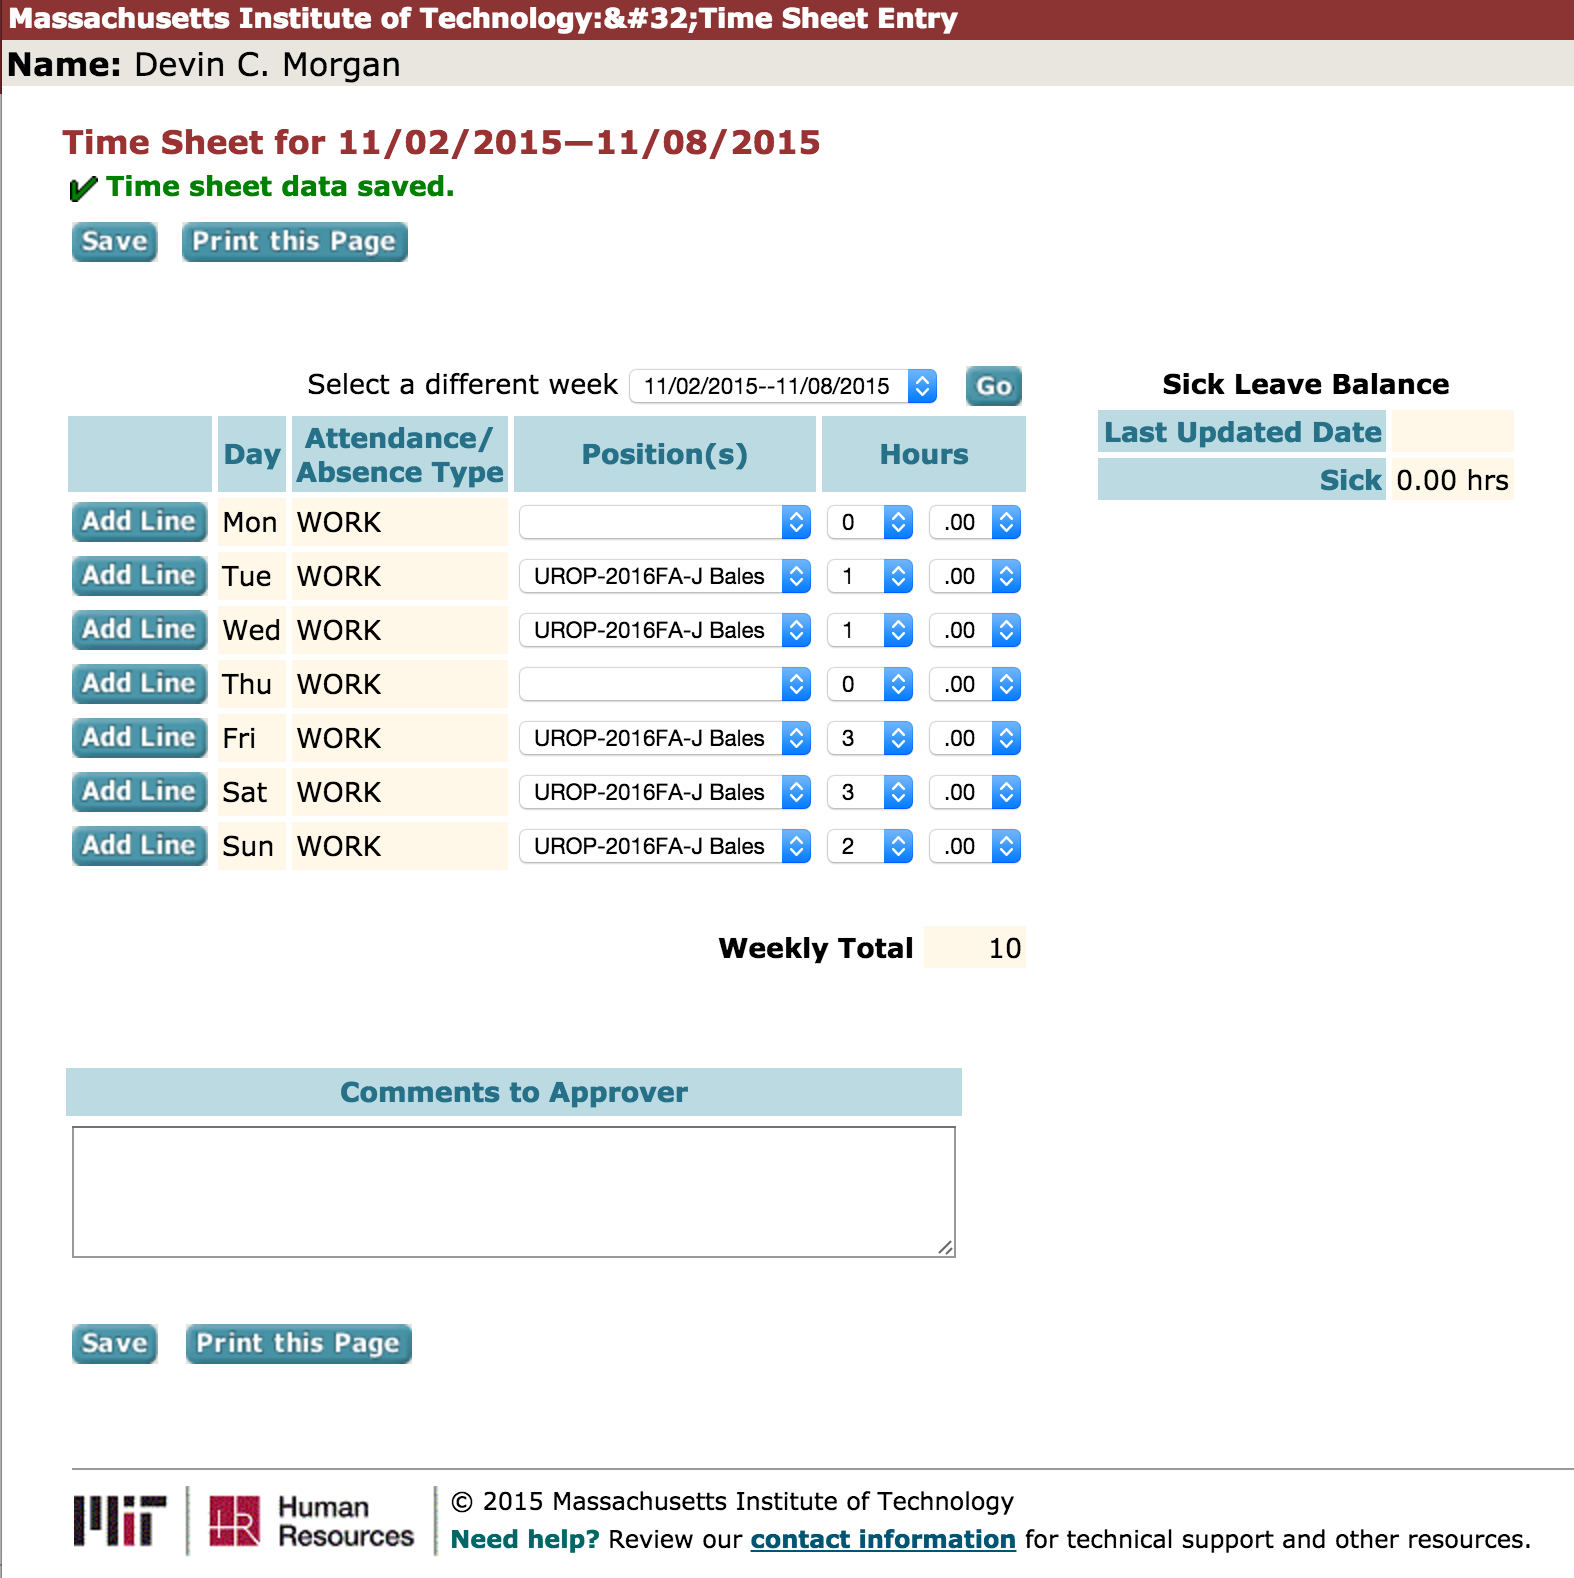 Massachusetts Institute of Technology:&#32;Time Sheet Entry
Name: Devin C. Morgan
Time Sheet for 11/02/2015—11/08/2015
Time sheet data saved.
Save Print this Page
Select a different week 11/02/2015--11/08/2015 Go
Sick Leave Balance
Last Updated Date
Sick 0.00 hrs
Day Attendance/ Position(s) Hours
Absence Type
Add Line Mon WORK 0 .00
Add Line Tue WORK UROP-2016FA-J Bales 1 .00
Add Line Wed WORK UROP-2016FA-J Bales 1 .00
Add Line Thu WORK 0 .00
Add Line Fri WORK UROP-2016FA-J Bales 3 .00
Add Line Sat WORK UROP-2016FA-J Bales 3 .00
Add Line Sun WORK UROP-2016FA-J Bales 2 .00
Weekly Total 10
Comments to Approver
Save Print this Page
MIT HR Human
Resources
© 2015 Massachusetts Institute of Technology
Need help? Review our contact information for technical support and other resources.